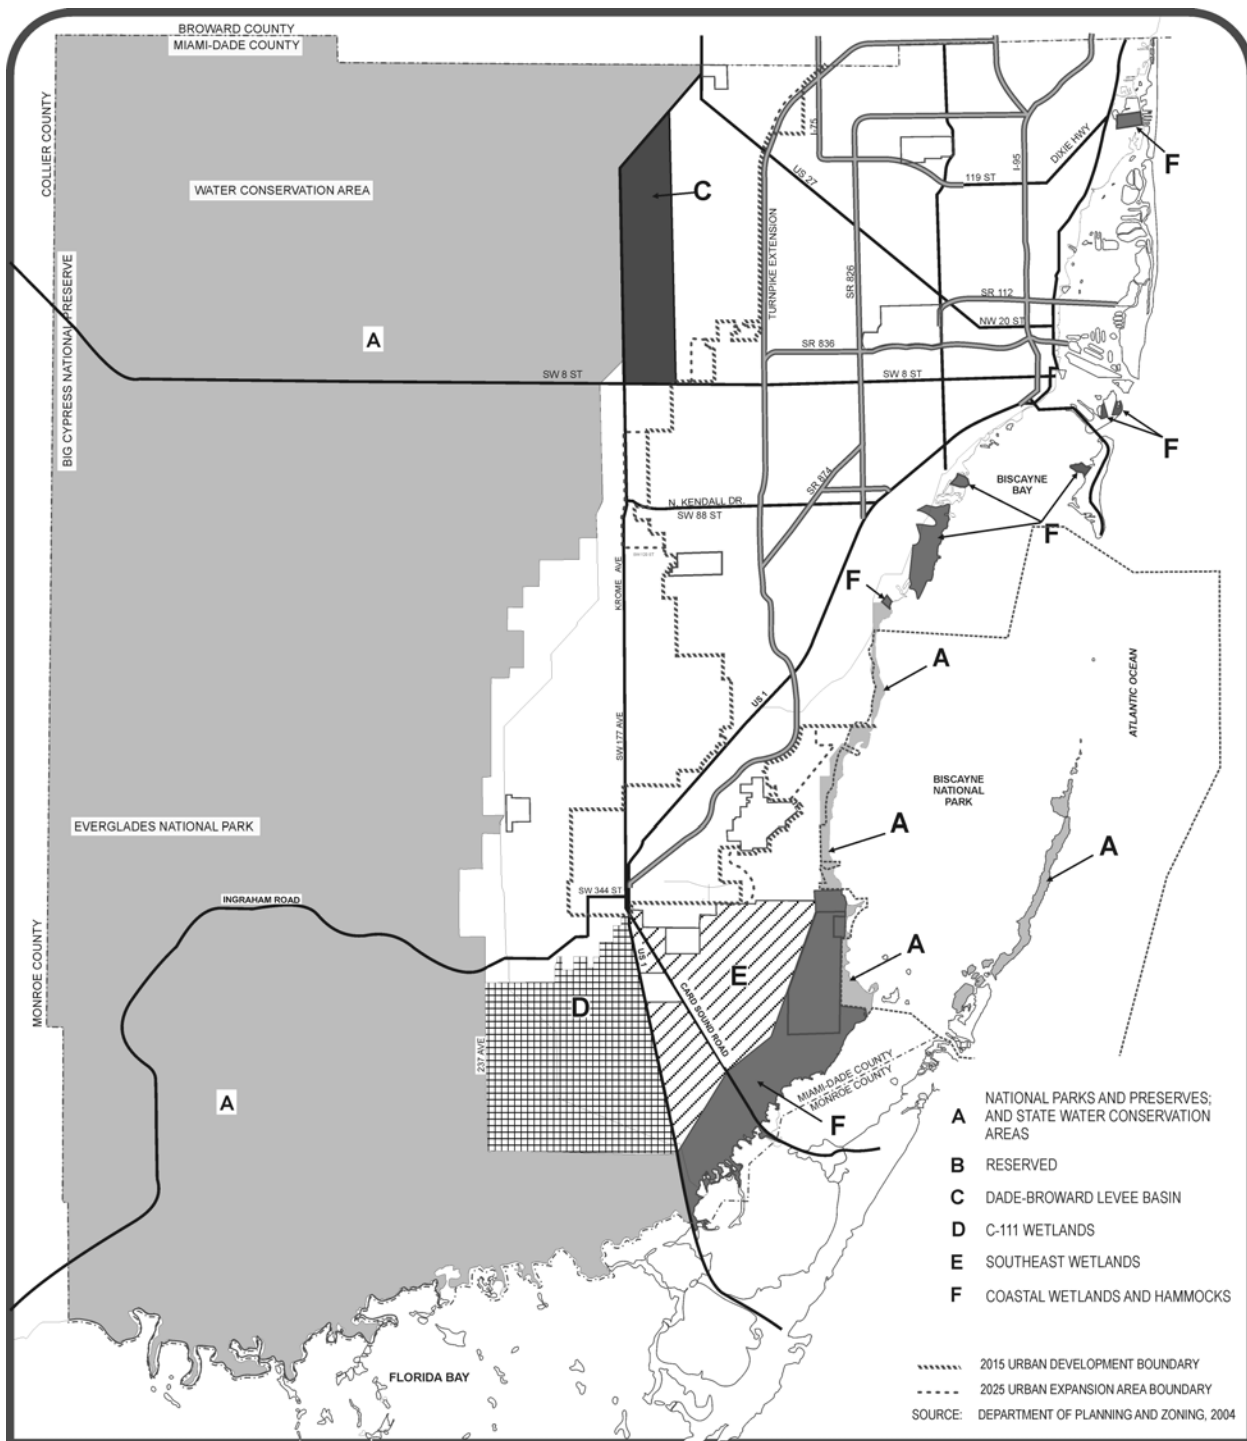 BROWARD COUNTY
MIAMI-DADE COUNTY
COLLIER COUNTY
WATER CONSERVATION AREA
C
F
I-75
I-95
DIXIE HWY
US 27
119 ST
BIG CYPRESS NATIONAL PRESERVE
TURNPIKE EXTENSION
SR 826
SR 112
NW 20 ST
A
SR 836
SW 8 ST
SW 8 ST
F
SR 874
BISCAYNE
BAY
N. KENDALL DR.
SW 88 ST
F
KROME AVE
F
A
ATLANTIC OCEAN
US 1
SW 177 AVE
BISCAYNE
NATIONAL
PARK
EVERGLADES NATIONAL PARK
A
A
SW 344 ST
INGRAHAM ROAD
MONROE COUNTY
US 1
A
E
D
CARD SOUND ROAD
237 AVE
MIAMI-DADE COUNTY
MONROE COUNTY
A
F
A NATIONAL PARKS AND PRESERVES;
AND STATE WATER CONSERVATION
AREAS
B RESERVED
C DADE-BROWARD LEVEE BASIN
D C-111 WETLANDS
E SOUTHEAST WETLANDS
F COASTAL WETLANDS AND HAMMOCKS
FLORIDA BAY
2015 URBAN DEVELOPMENT BOUNDARY
2025 URBAN EXPANSION AREA BOUNDARY
SOURCE: DEPARTMENT OF PLANNING AND ZONING, 2004